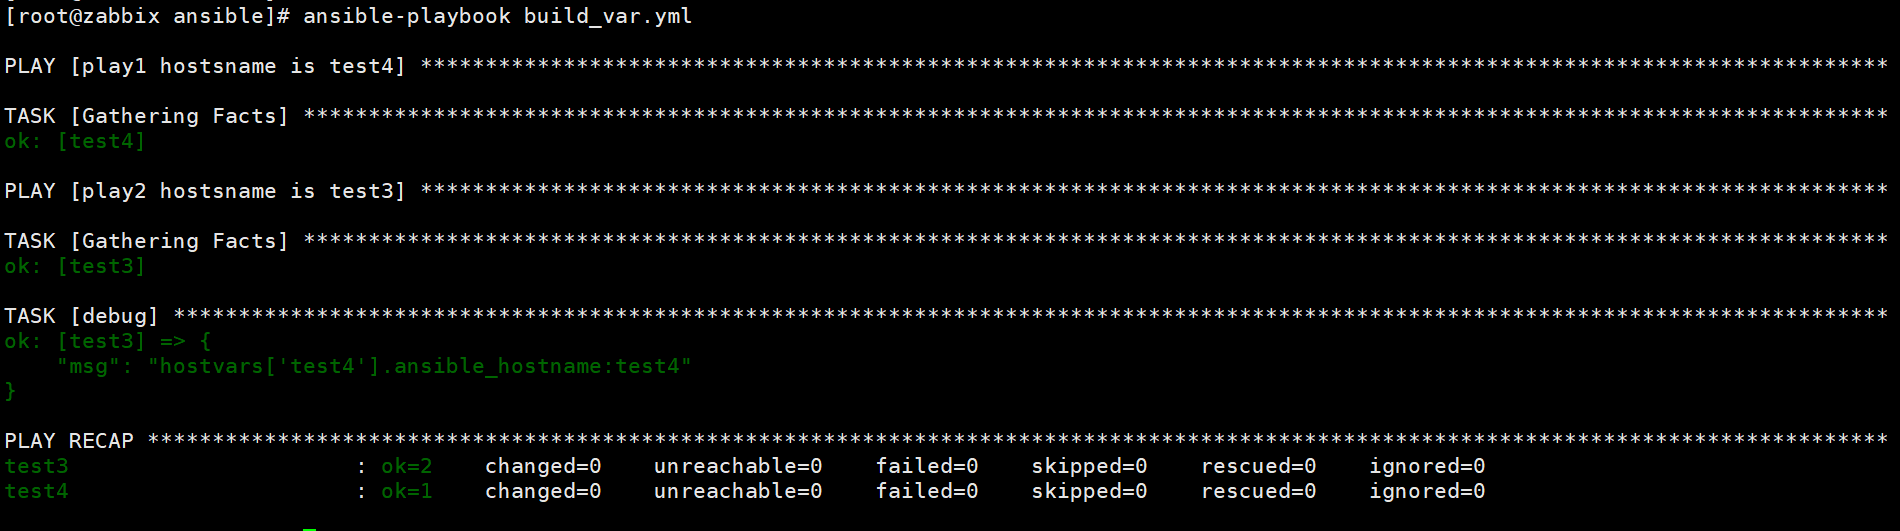 [root@zabbix ansible]# ansible-playbook build_var.yml
PLAY [play1 hostsname is test4] *****************************************************************************************************************
TASK [Gathering Facts] **************************************************************************************************************************
ok: [test4]
PLAY [play2 hostsname is test3] *****************************************************************************************************************
TASK [Gathering Facts] **************************************************************************************************************************
ok: [test3]
TASK [debug] ************************************************************************************************************************************
ok: [test3] => {
    "msg": "hostvars['test4'].ansible_hostname:test4"
}
PLAY RECAP **************************************************************************************************************************************
test3                      : ok=2    changed=0    unreachable=0    failed=0    skipped=0    rescued=0    ignored=0
test4                      : ok=1    changed=0    unreachable=0    failed=0    skipped=0    rescued=0    ignored=0